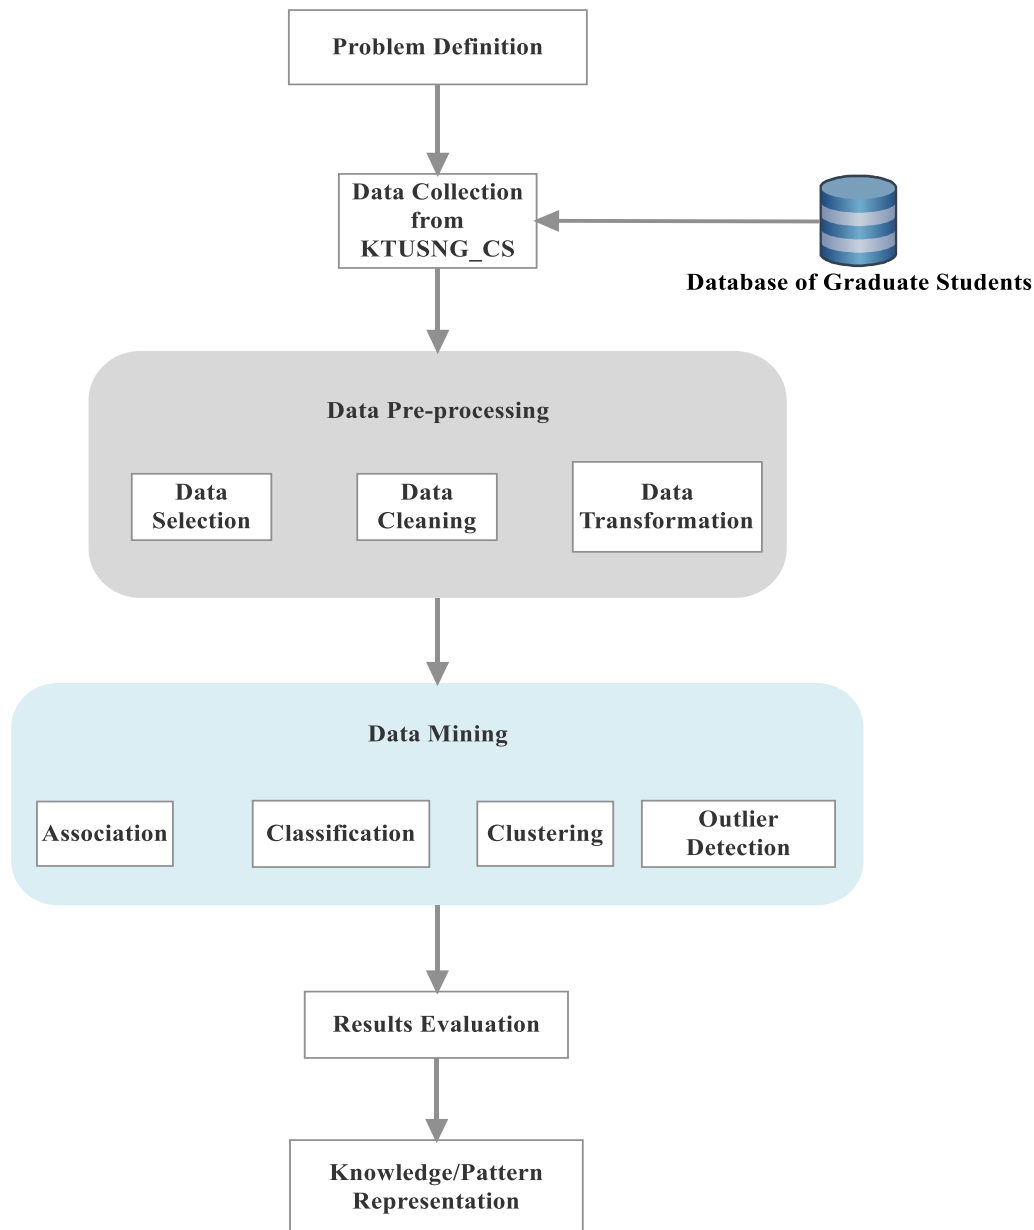 Problem Definition
Data Collection
from
KTUSNG_CS
Database of Graduate Students
Data Pre-processing
Data
Selection
Data
Cleaning
Data
Transformation
Data Mining
Association
Classification
Clustering
Outlier
Detection
Results Evaluation
Knowledge/Pattern
Representation